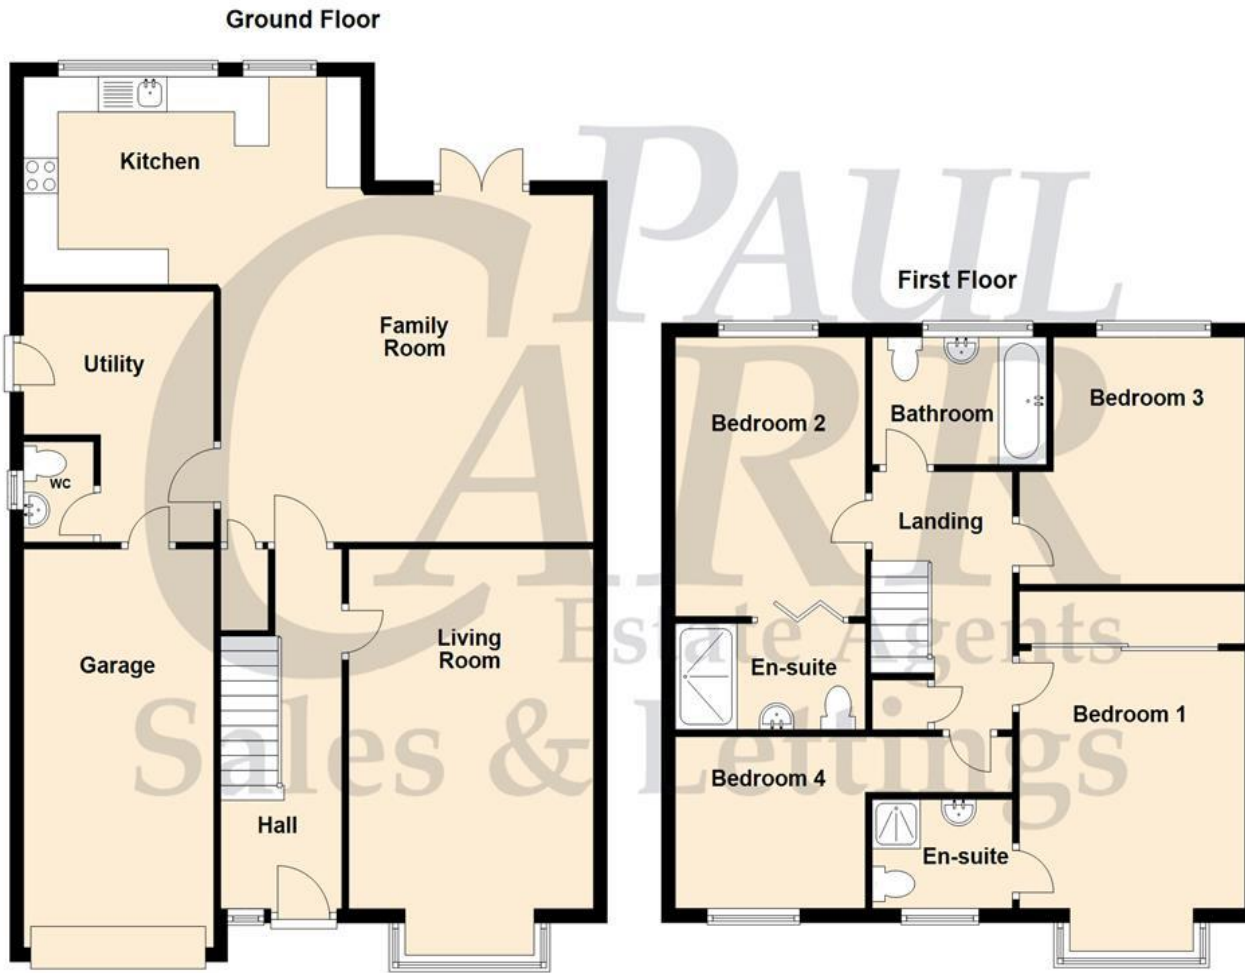 Ground Floor
Kitchen
Family
Room
Utility
WC
Garage
Living
Room
Hall
First Floor
Bedroom 2
Bathroom
Bedroom 3
Landing
En-suite
Bedroom 1
Bedroom 4
En-suite
PAUL
CARR
Estate Agents
Sales & Lettings